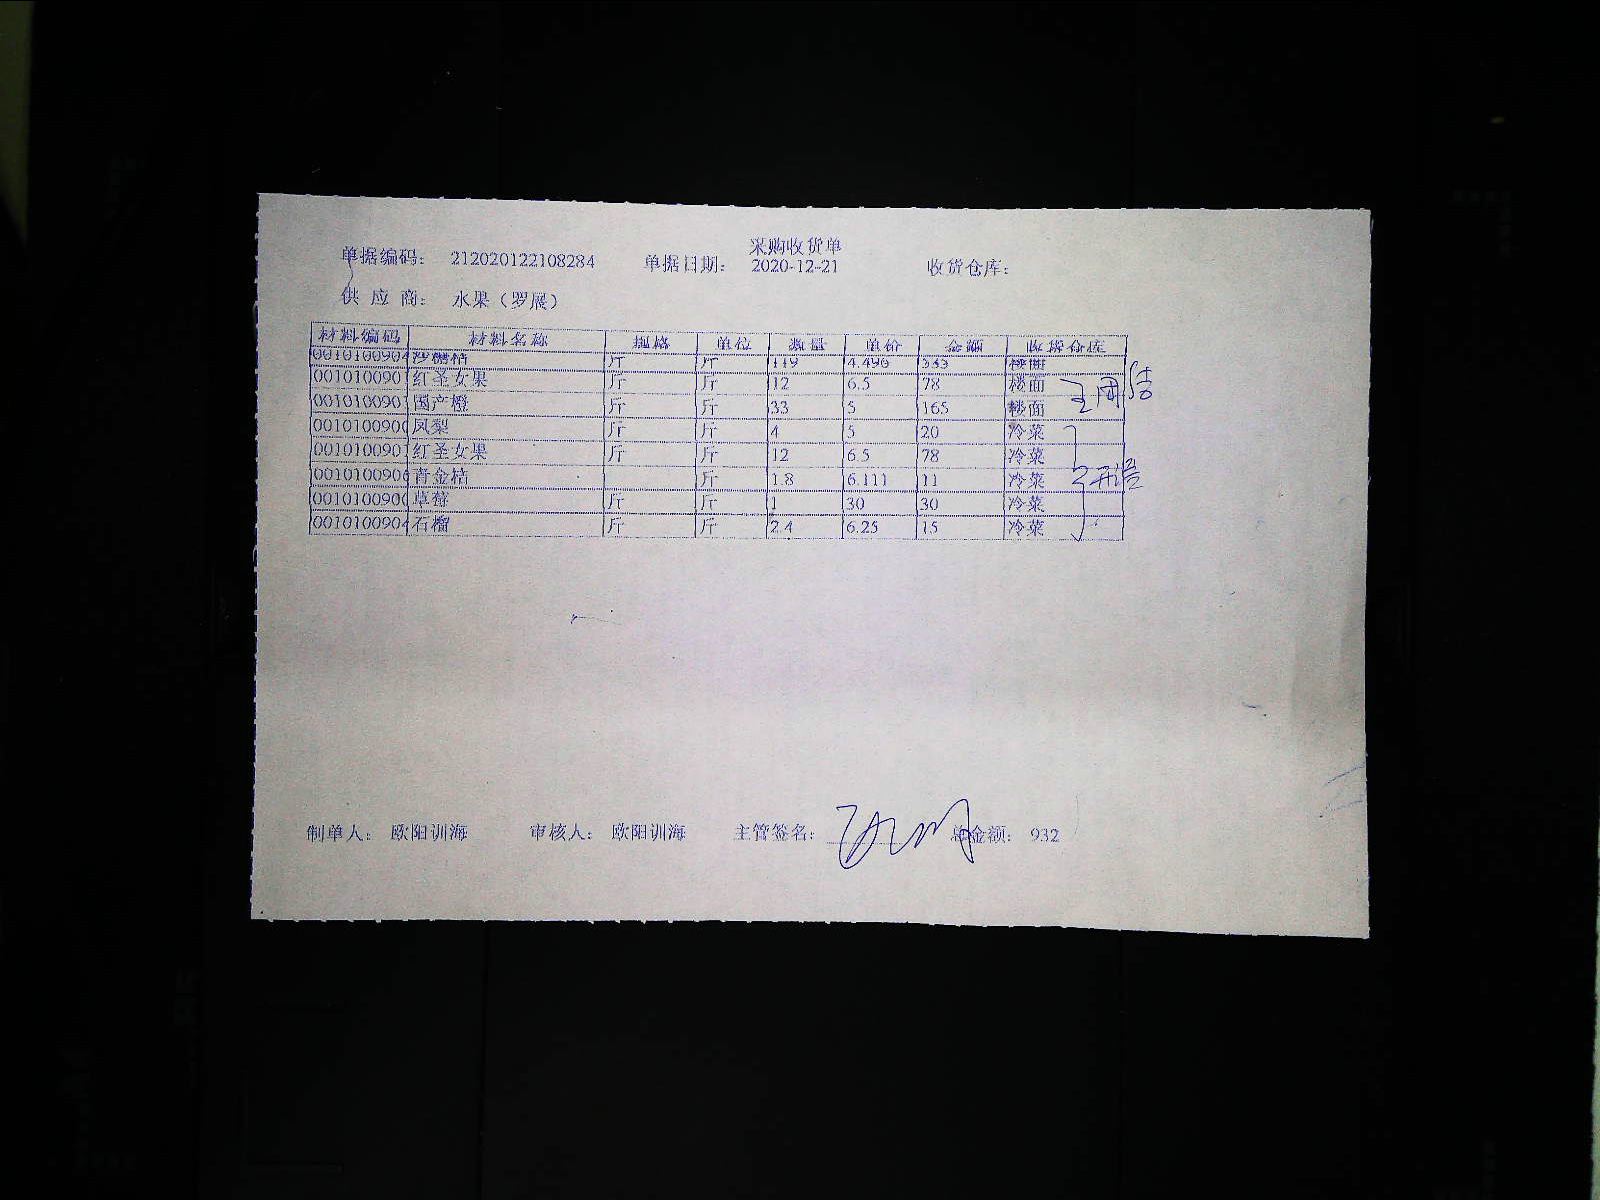 采购收货单
单据编码： 212020122108284 单据日期： 2020-12-21 收货仓库：
供 应 商： 水果（罗展）
材料编码 材料名称 规格 单位 数量 单价 金额 收货仓库
0010100904 沙糖桔 斤 斤 119 4.496 535 楼面
0010100901 红圣女果 斤 斤 12 6.5 78 楼面
0010100901 国产橙 斤 斤 33 5 165 楼面
0010100900 凤梨 斤 斤 4 5 20 冷菜
0010100901 红圣女果 斤 斤 12 6.5 78 冷菜
0010100906 青金桔 斤 1.8 6.111 11 冷菜
0010100900 草莓 斤 斤 1 30 30 冷菜
0010100904 石榴 斤 斤 2.4 6.25 15 冷菜
制单人： 欧阳训海 审核人： 欧阳训海 主管签名： 总金额： 932